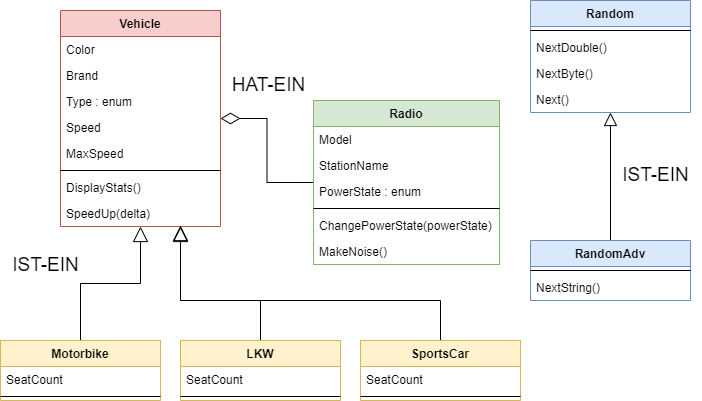 Vehicle
Color
Brand
Type : enum
Speed
MaxSpeed
DisplayStats()
SpeedUp(delta)
HAT-EIN
Radio
Model
StationName
PowerState : enum
ChangePowerState(powerState)
MakeNoise()
Random
NextDouble()
NextByte()
Next()
IST-EIN
RandomAdv
NextString()
IST-EIN
Motorbike
SeatCount
LKW
SeatCount
SportsCar
SeatCount